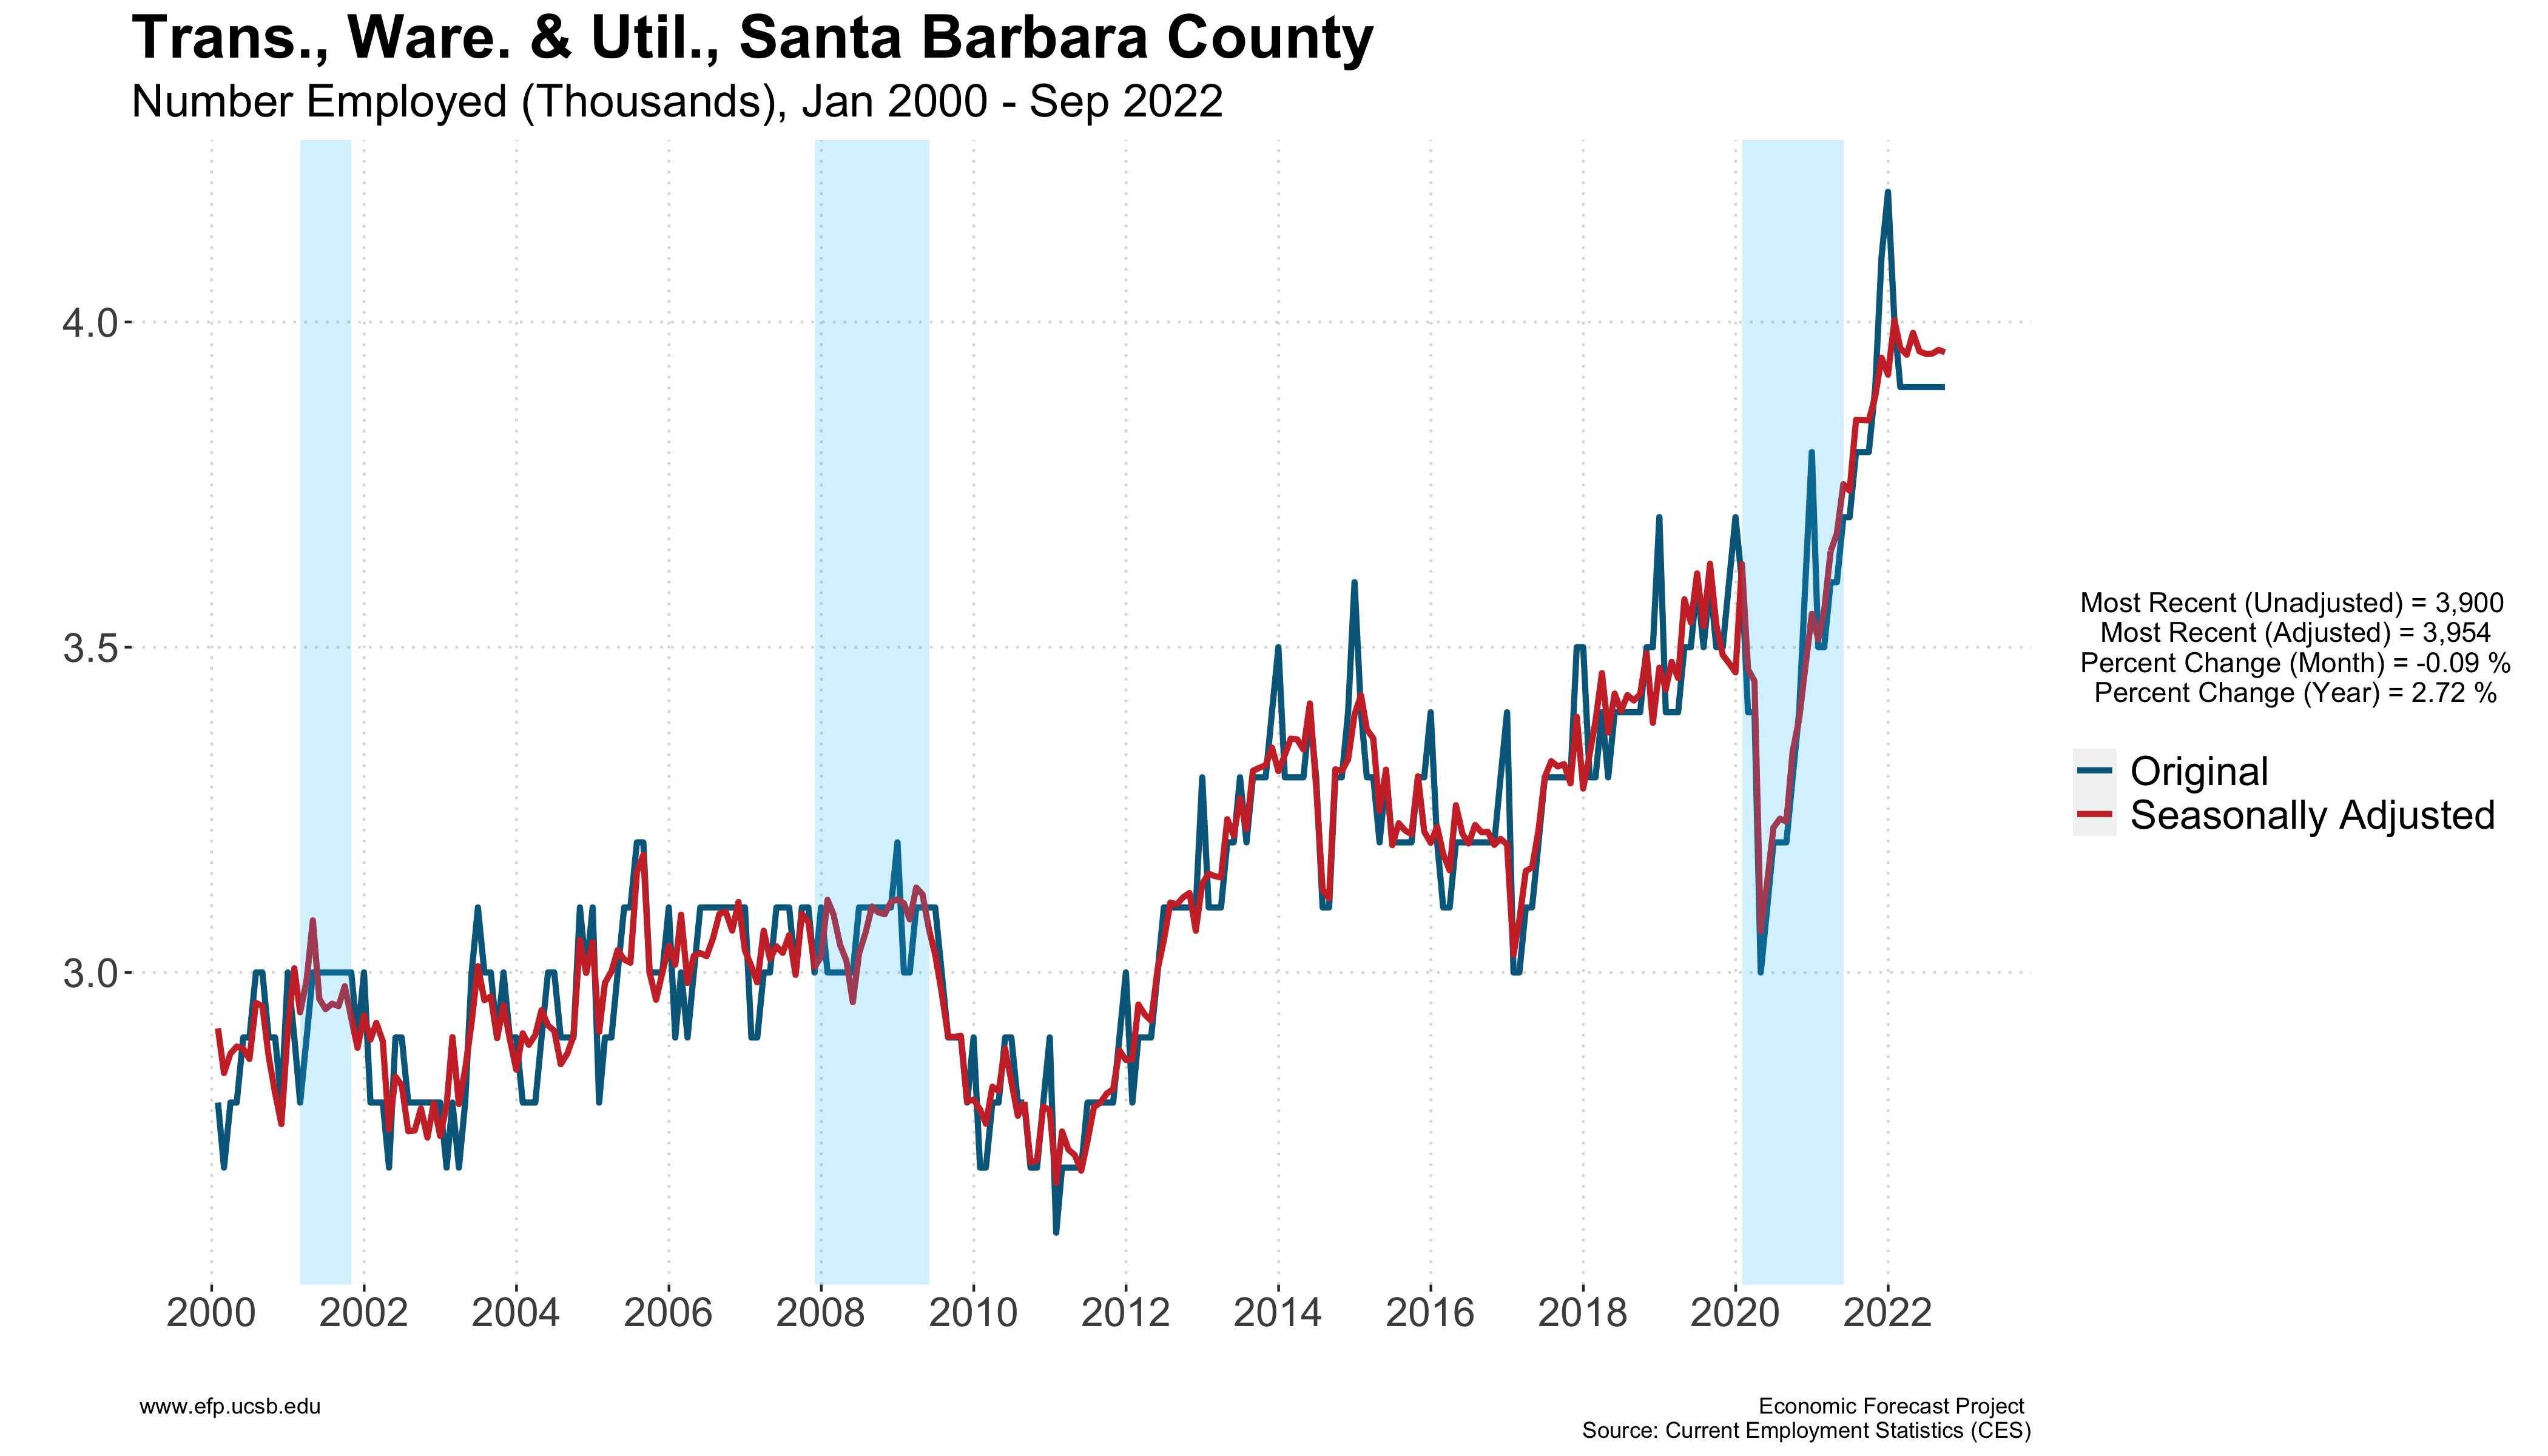 Trans., Ware. & Util., Santa Barbara County
Number Employed (Thousands), Jan 2000 - Sep 2022
4.0
3.5
3.0
2000 2002 2004 2006 2008 2010 2012 2014 2016 2018 2020 2022
Most Recent (Unadjusted) = 3,900
Most Recent (Adjusted) = 3,954
Percent Change (Month) = -0.09 %
Percent Change (Year) = 2.72 %
Original
Seasonally Adjusted
www.efp.ucsb.edu
Economic Forecast Project
Source: Current Employment Statistics (CES)